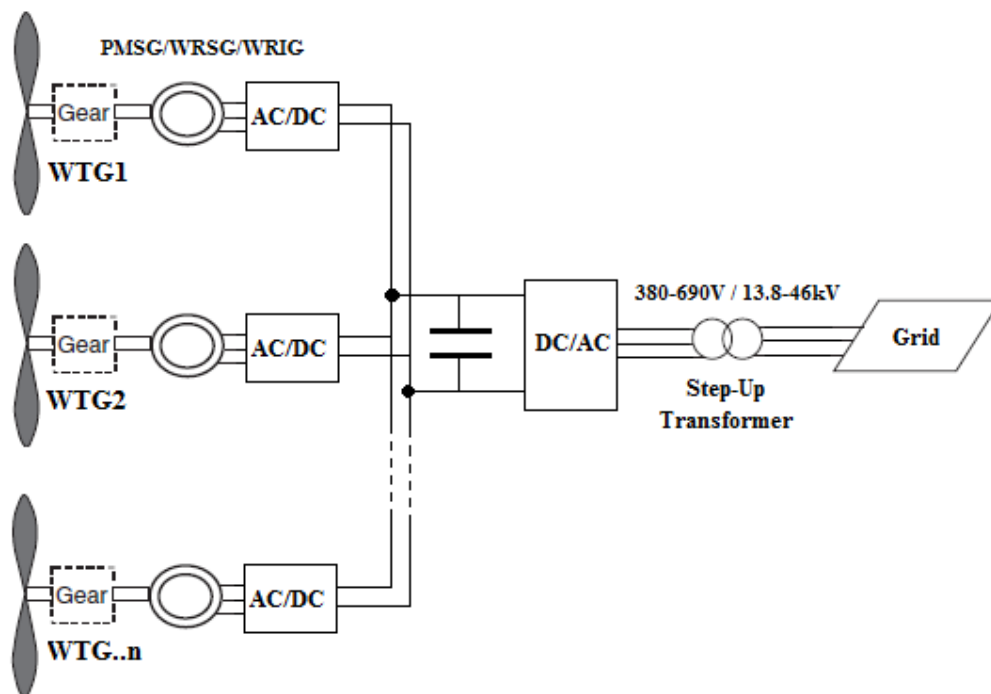 PMSG/WRSG/WRIG
Gear
AC/DC
WTG1
380-690V / 13.8-46kV
Gear
AC/DC
DC/AC
Grid
WTG2
Step-Up
Transformer
Gear
AC/DC
WTG..n